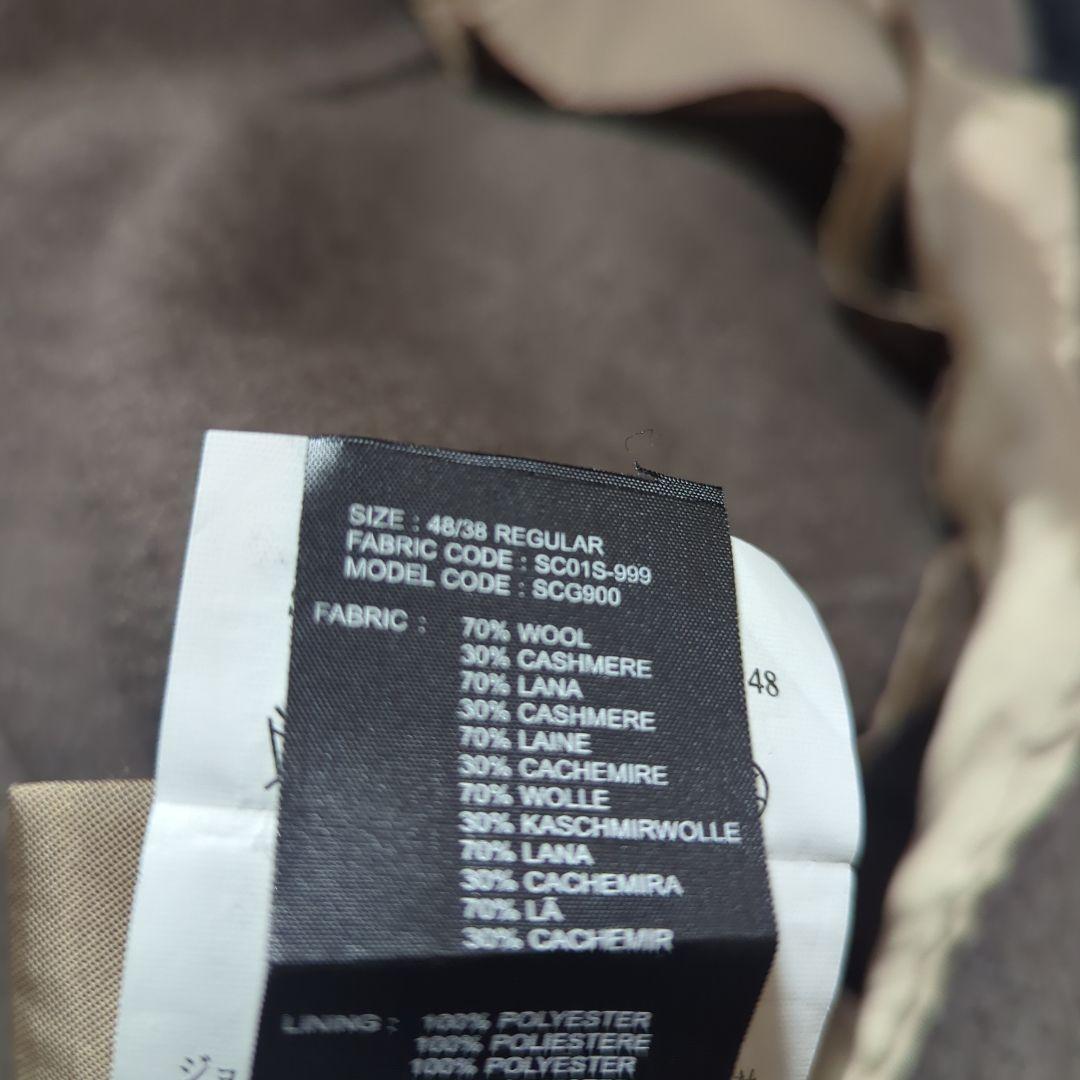 SIZE : 48/38 REGULAR
FABRIC CODE : SC01S-999
MODEL CODE : SCG900
FABRIC : 70% WOOL
30% CASHMERE
70% LANA
30% CASHMERE
70% LAINE
30% CACHEMIRE
70% WOLLE
30% KASCHMIRWOLLE
70% LANA
30% CACHEMIRA
70% LÃ
30% CACHEMIR
LINING : 100% POLYESTER
100% POLIESTERE
100% POLYESTER
48
ジョ